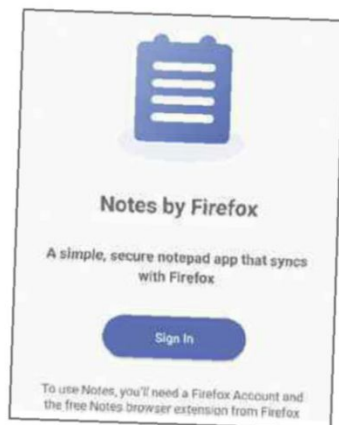 Notes by Firefox
A simple, secure notepad app that syncs
with Firefox
Sign In
To use Notes, you'll need a Firefox Account and
the free Notes browser extension from Firefox